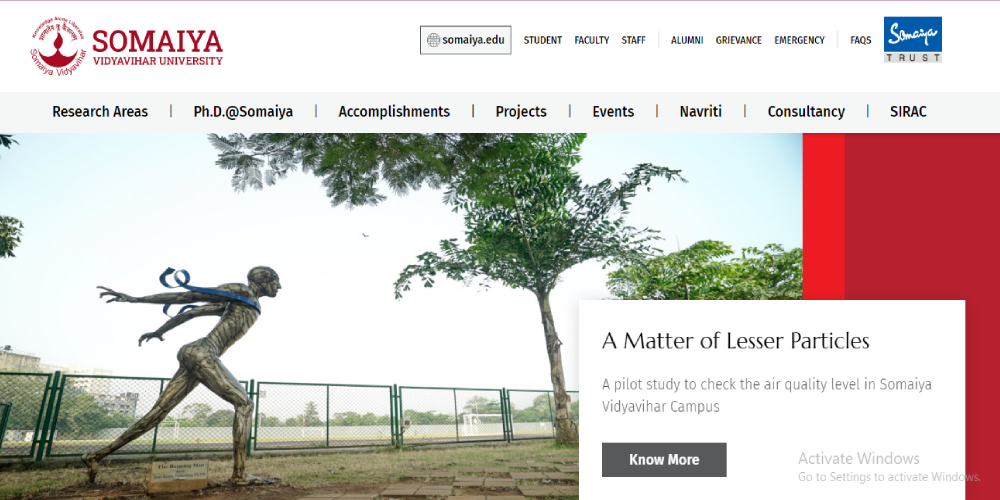 Knowledge Alone Liberates
Somaiya Vidyavihar
SOMAIYA
VIDYAVIHAR UNIVERSITY
somaiya.edu
STUDENT FACULTY STAFF ALUMNI GRIEVANCE EMERGENCY FAQS
Somaiya
TRUST
Research Areas | Ph.D.@Somaiya | Accomplishments | Projects | Events | Navriti | Consultancy | SIRAC
The Running Man
A Matter of Lesser Particles
A pilot study to check the air quality level in Somaiya
Vidyavihar Campus
Know More
Activate Windows
Go to Settings to activate Windows.